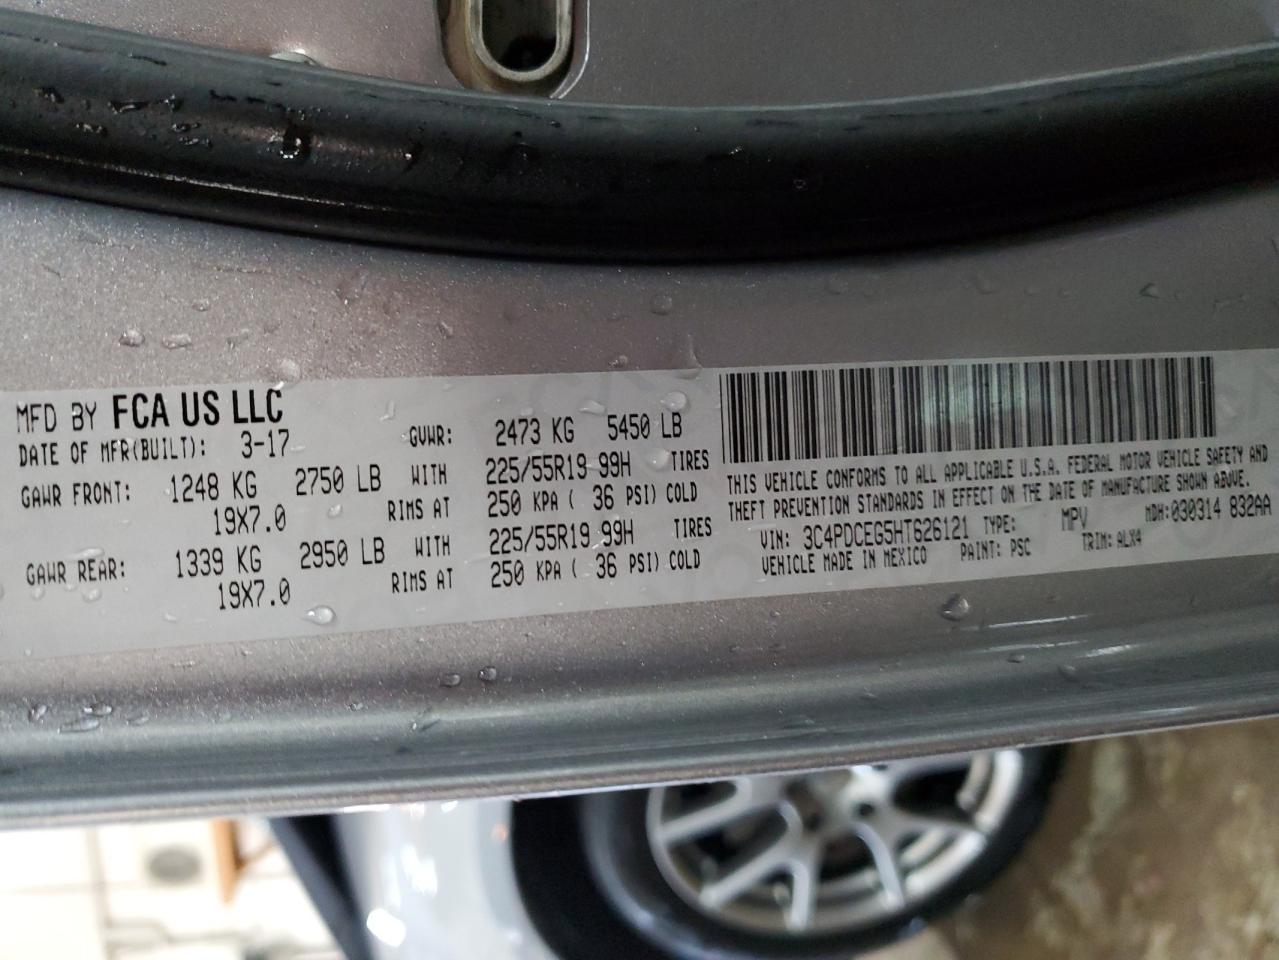 MFD BY FCA US LLC
DATE OF MFR(BUILT): 3-17 GVWR: 2473 KG 5450 LB
GAWR FRONT: 1248 KG 2750 LB WITH 225/55R19 99H TIRES
19X7.0 RIMS AT 250 KPA ( 36 PSI) COLD
GAWR REAR: 1339 KG 2950 LB WITH 225/55R19 99H TIRES
19X7.0 RIMS AT 250 KPA ( 36 PSI) COLD
THIS VEHICLE CONFORMS TO ALL APPLICABLE U.S.A. FEDERAL MOTOR VEHICLE SAFETY AND
THEFT PREVENTION STANDARDS IN EFFECT ON THE DATE OF MANUFACTURE SHOWN ABOVE.
VIN: 3C4PDCEG5HT626121 TYPE: MPV MDH:030314 832AA
VEHICLE MADE IN MEXICO PAINT: PSC TRIM: ALX4